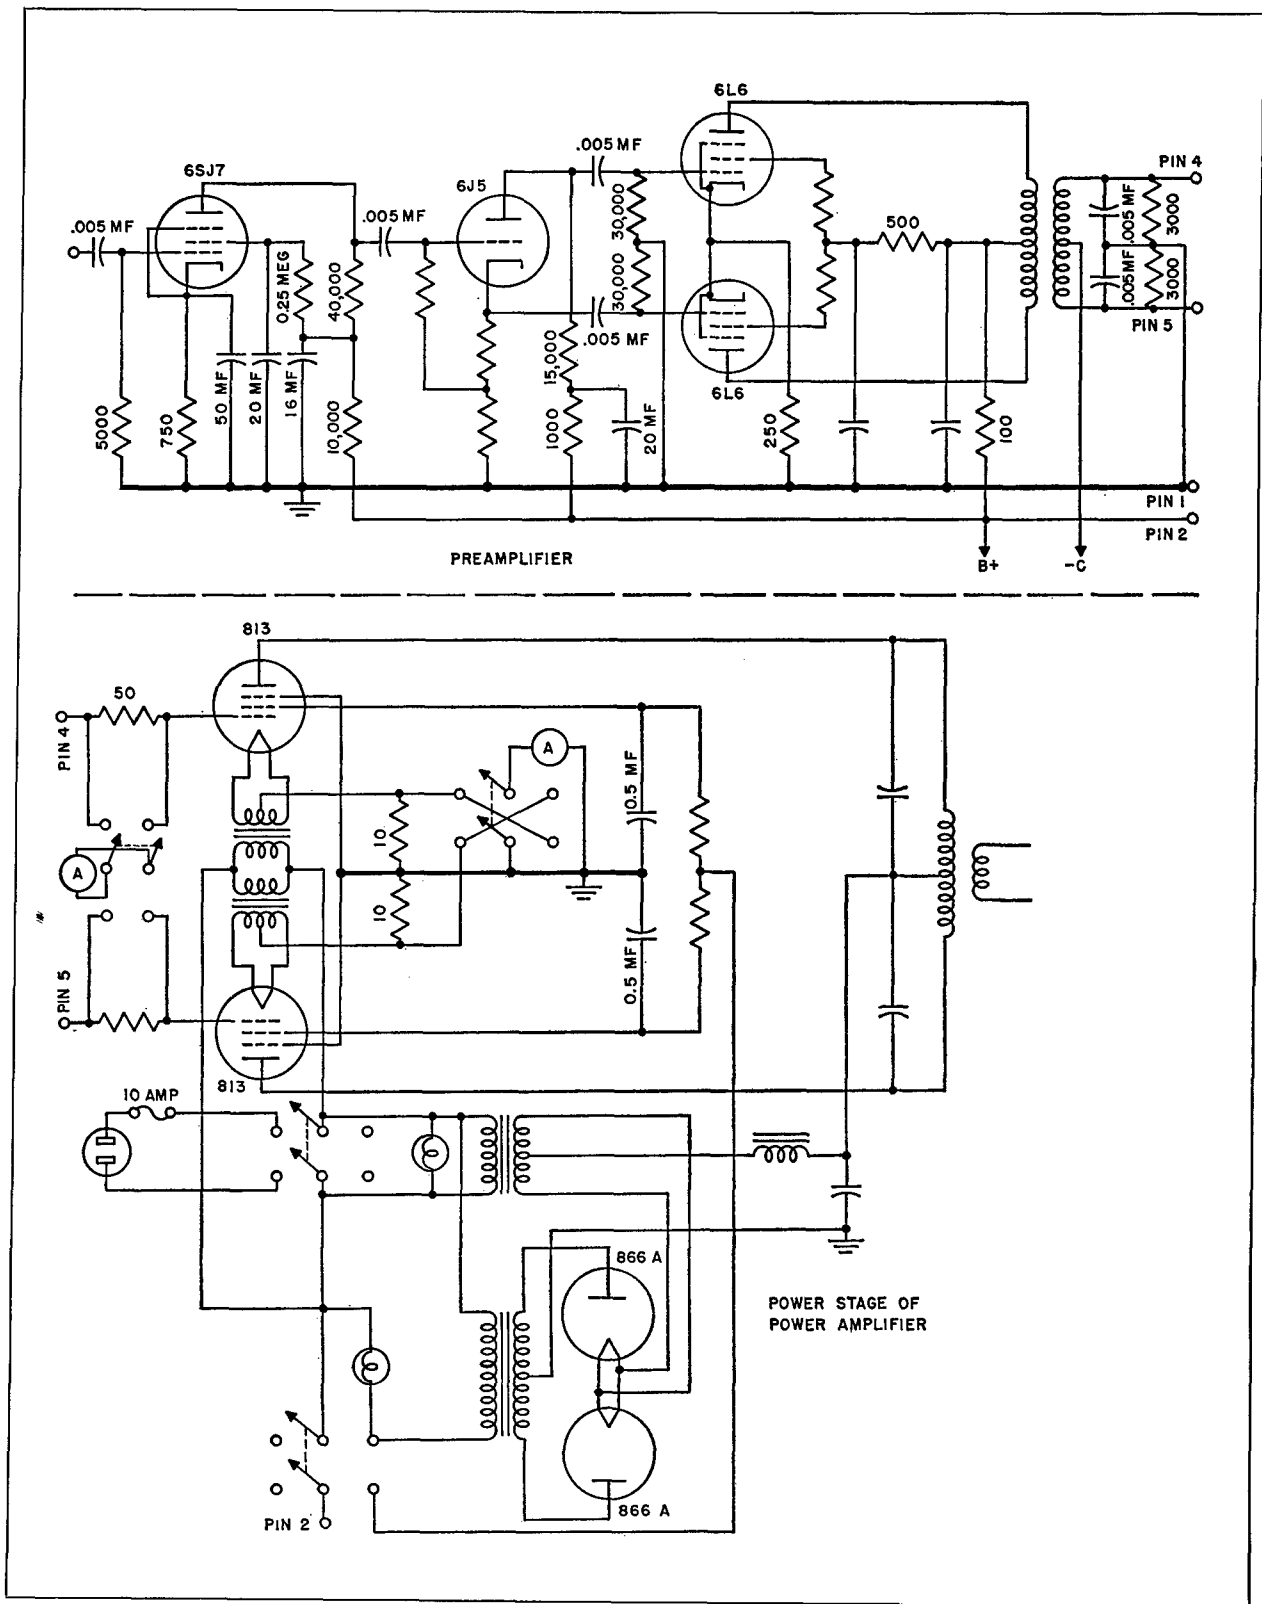 6L6
.005 MF
PIN 4
6SJ7
6J5
.005 MF
.005 MF
30,000
500
.005 MF
3000
0.25 MEG
40,000
30,000
.005 MF
3000
.005 MF
PIN 5
15,000
6L6
5000
750
50 MF
20 MF
16 MF
10,000
1000
20 MF
250
100
PIN 1
PIN 2
PREAMPLIFIER
B+
-C
813
50
PIN 4
A
0.5 MF
10
A
10
0.5 MF
PIN 5
813
10 AMP
866 A
POWER STAGE OF
POWER AMPLIFIER
866 A
PIN 2